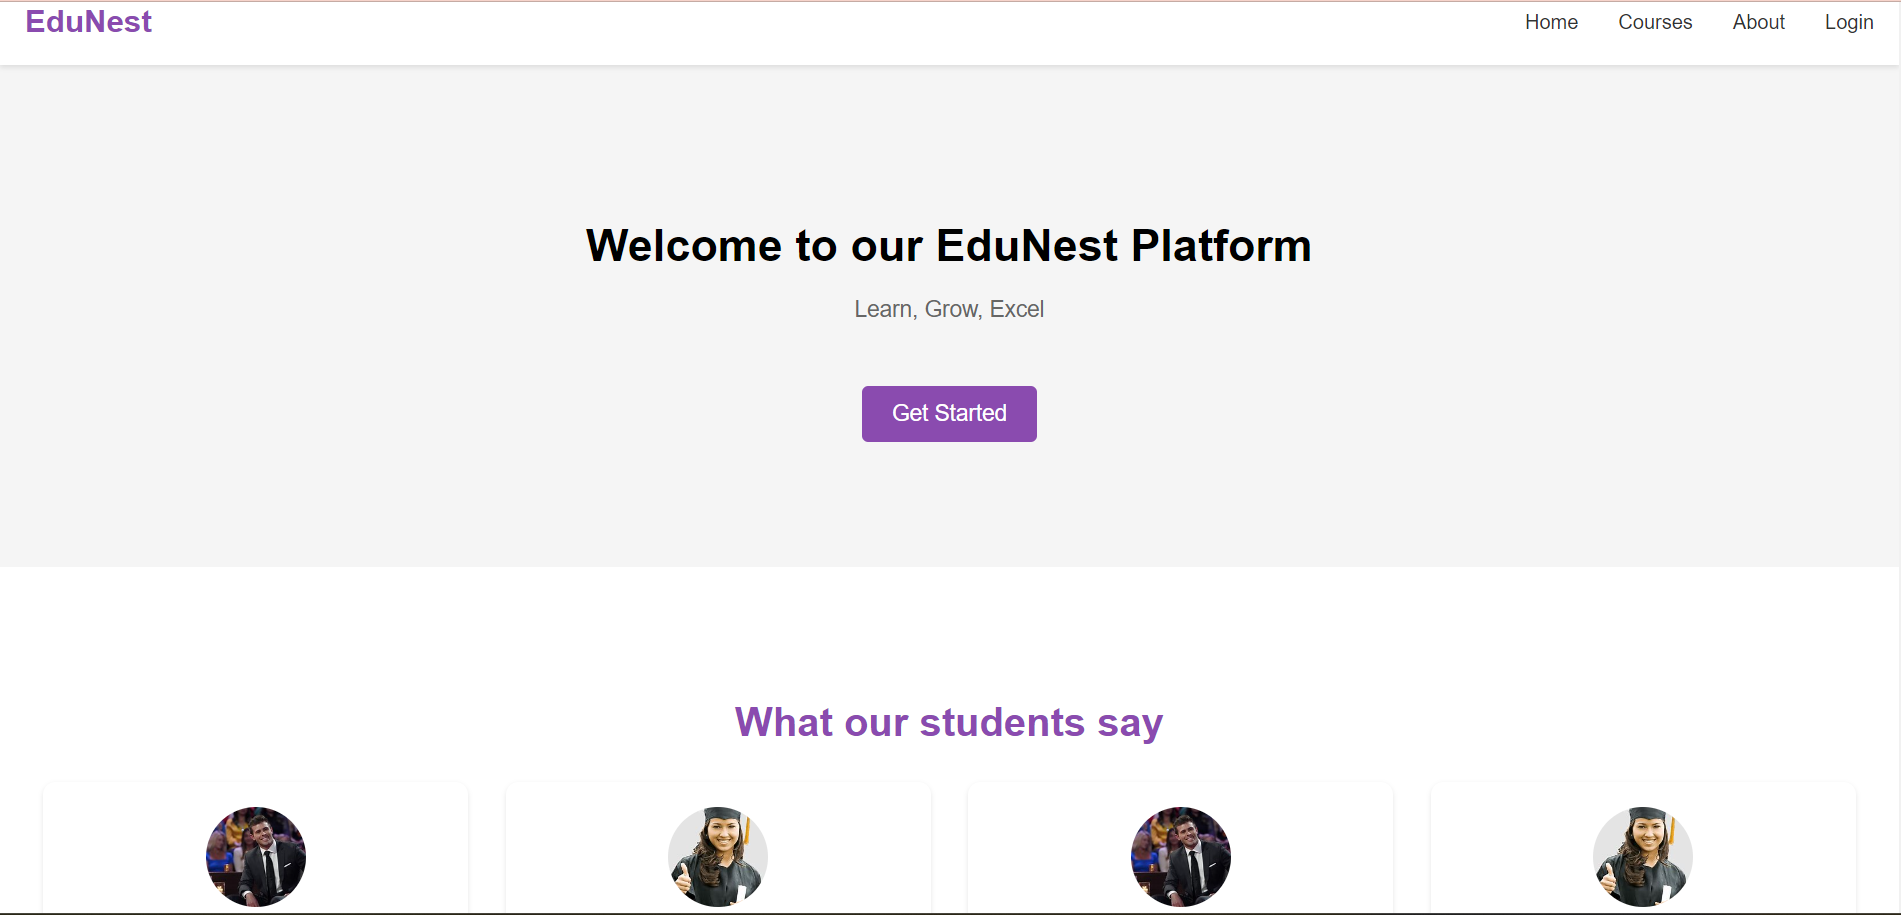 EduNest
Home Courses About Login
Welcome to our EduNest Platform
Learn, Grow, Excel
Get Started
What our students say